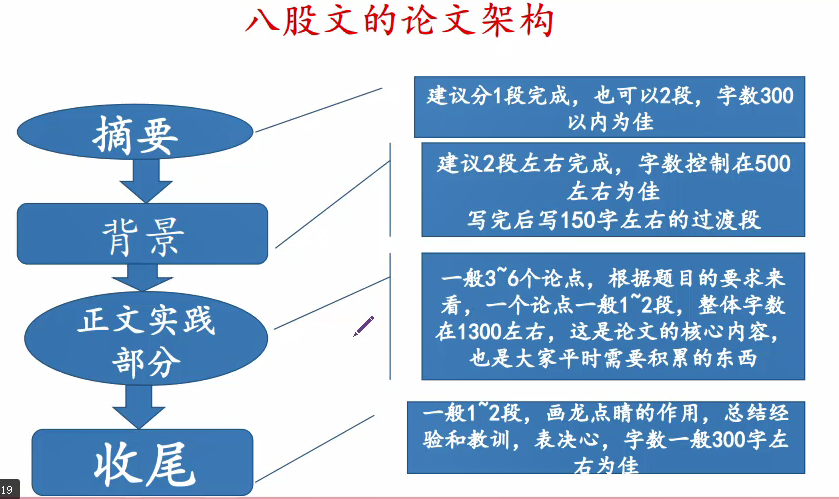 八股文的论文架构
摘要
建议分1段完成，也可以2段，字数300
以内为佳
背景
建议2段左右完成，字数控制在500
左右为佳
写完后写150字左右的过渡段
正文实践
部分
一般3~6个论点，根据题目的要求来
看，一个论点一般1~2段，整体字数
在1300左右，这是论文的核心内容，
也是大家平时需要积累的东西
收尾
一般1~2段，画龙点睛的作用，总结经
验和教训，表决心，字数一般300字左
右为佳
19